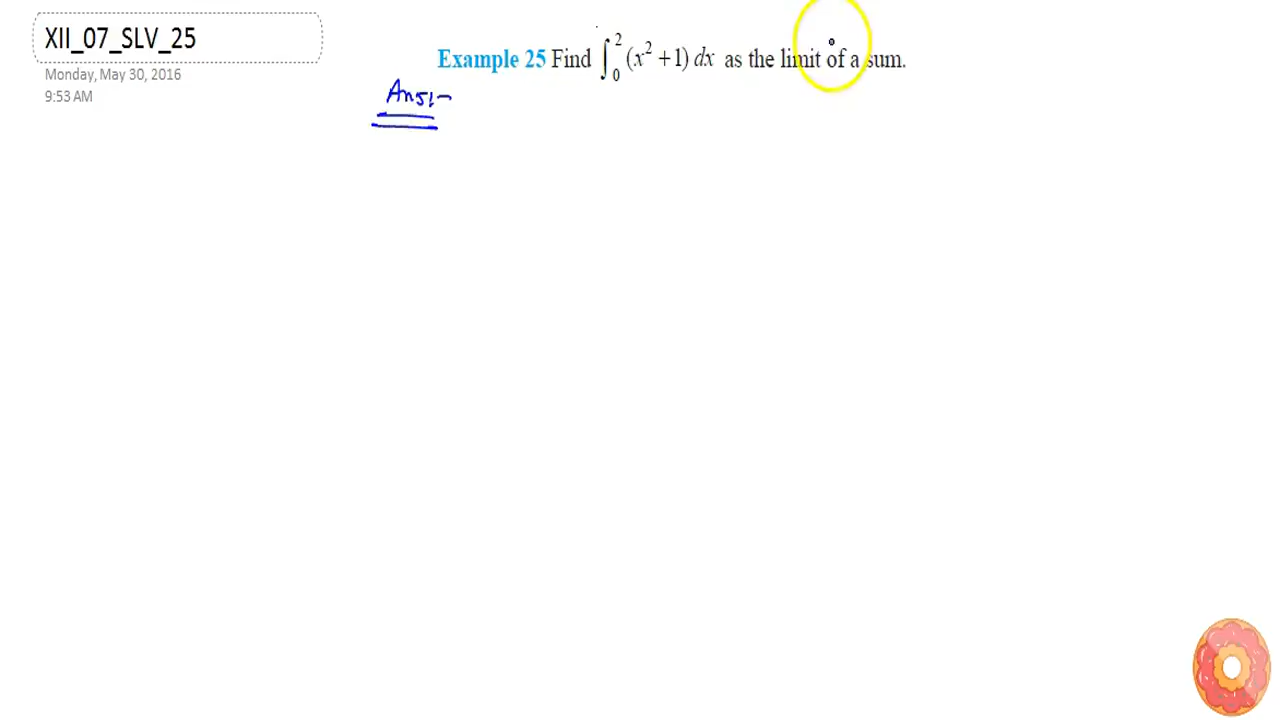 XII_07_SLV_25
Monday, May 30, 2016
9:53 AM
Example 25 Find ∫₀² (x² + 1) dx as the limit of a sum.
Ans:-